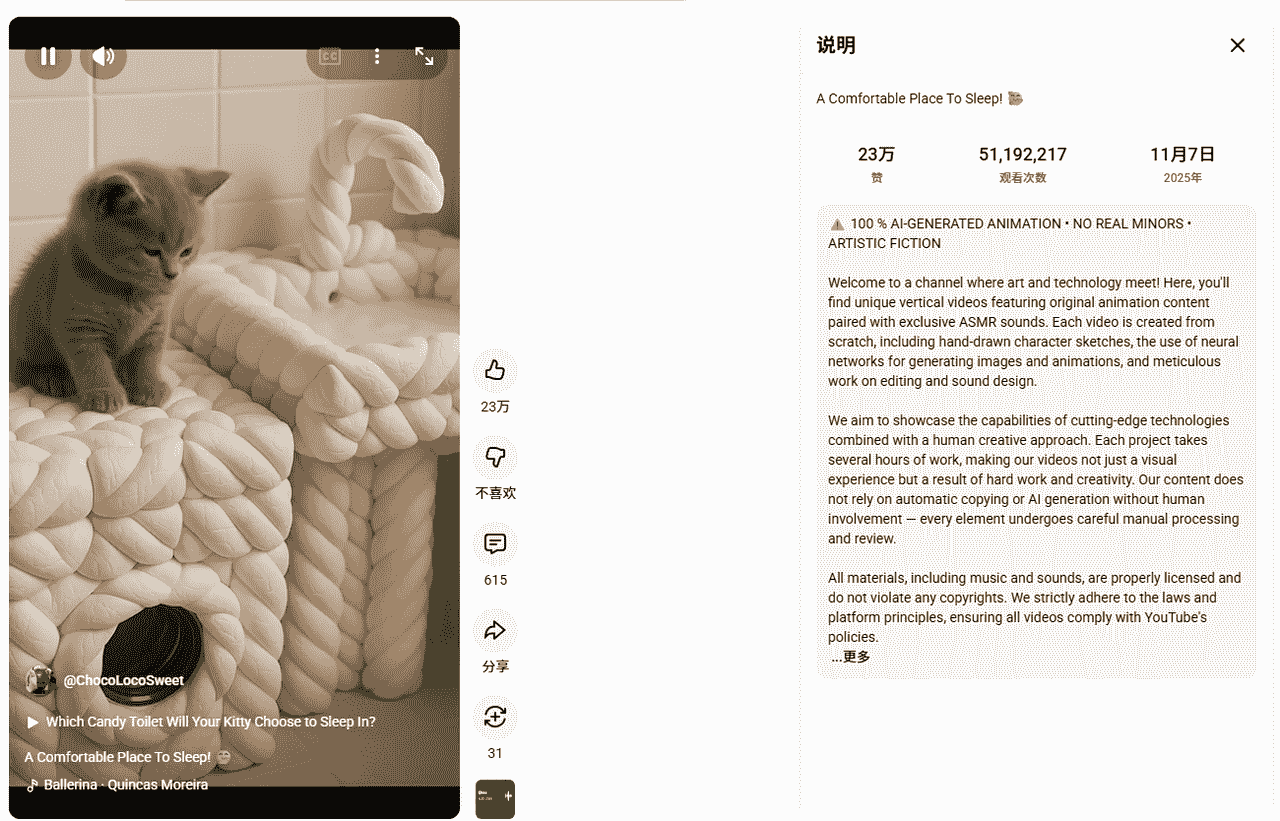 CC
@ChocoLocoSweet
Which Candy Toilet Will Your Kitty Choose to Sleep In?
A Comfortable Place To Sleep!
Ballerina · Quincas Moreira
23万
不喜欢
615
分享
31
说明
A Comfortable Place To Sleep!
23万
赞
51,192,217
观看次数
11月7日
2025年
100 % AI-GENERATED ANIMATION • NO REAL MINORS •
ARTISTIC FICTION
Welcome to a channel where art and technology meet! Here, you'll
find unique vertical videos featuring original animation content
paired with exclusive ASMR sounds. Each video is created from
scratch, including hand-drawn character sketches, the use of neural
networks for generating images and animations, and meticulous
work on editing and sound design.
We aim to showcase the capabilities of cutting-edge technologies
combined with a human creative approach. Each project takes
several hours of work, making our videos not just a visual
experience but a result of hard work and creativity. Our content does
not rely on automatic copying or AI generation without human
involvement — every element undergoes careful manual processing
and review.
All materials, including music and sounds, are properly licensed and
do not violate any copyrights. We strictly adhere to the laws and
platform principles, ensuring all videos comply with YouTube's
policies.
...更多